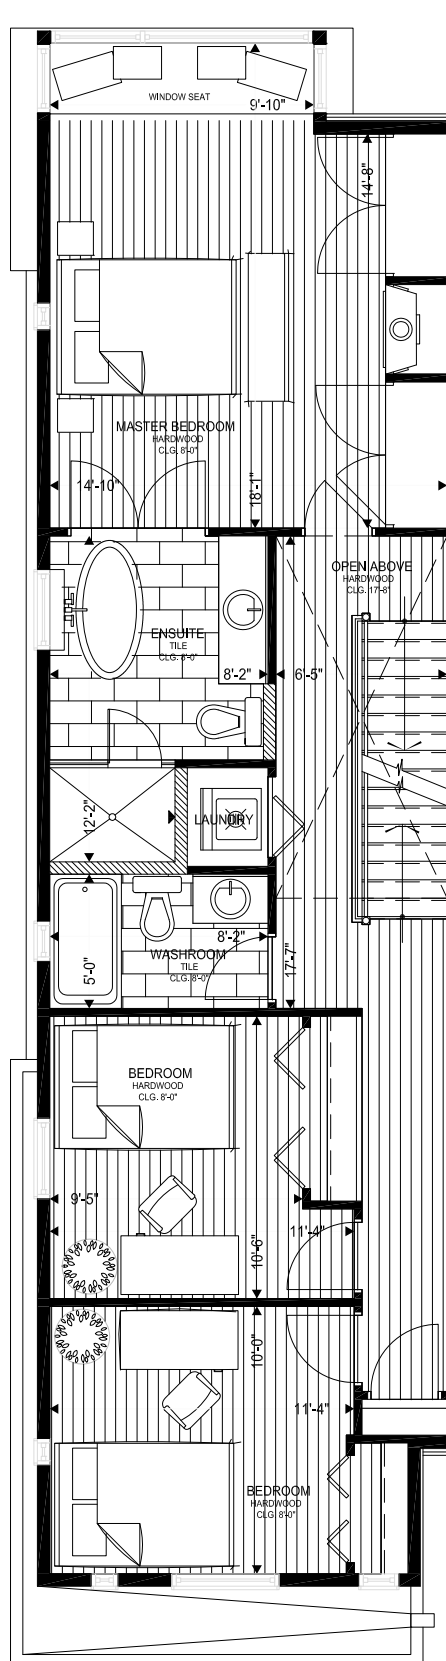 WINDOW SEAT
9'-10"
14'-8"
MASTER BEDROOM
HARDWOOD
CLG. 8'-0"
14'-10"
18'-1"
OPEN ABOVE
HARDWOOD
CLG. 17'-8"
ENSUITE
TILE
CLG. 8'-0"
8'-2"
6'-5"
12'-2"
LAUNDRY
8'-2"
WASHROOM
TILE
CLG. 8'-0"
5'-0"
17'-7"
BEDROOM
HARDWOOD
CLG. 8'-0"
9'-5"
11'-4"
10'-6"
10'-0"
11'-4"
BEDROOM
HARDWOOD
CLG. 8'-0"